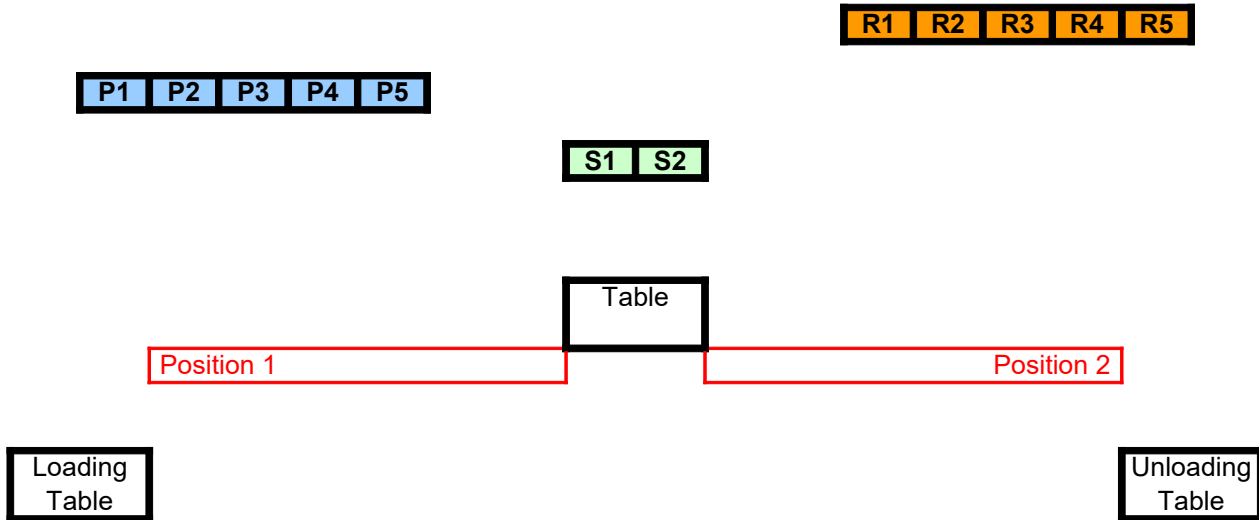 R1 R2 R3 R4 R5
P1 P2 P3 P4 P5
S1 S2
Table
Position 1
Position 2
Loading
Table
Unloading
Table